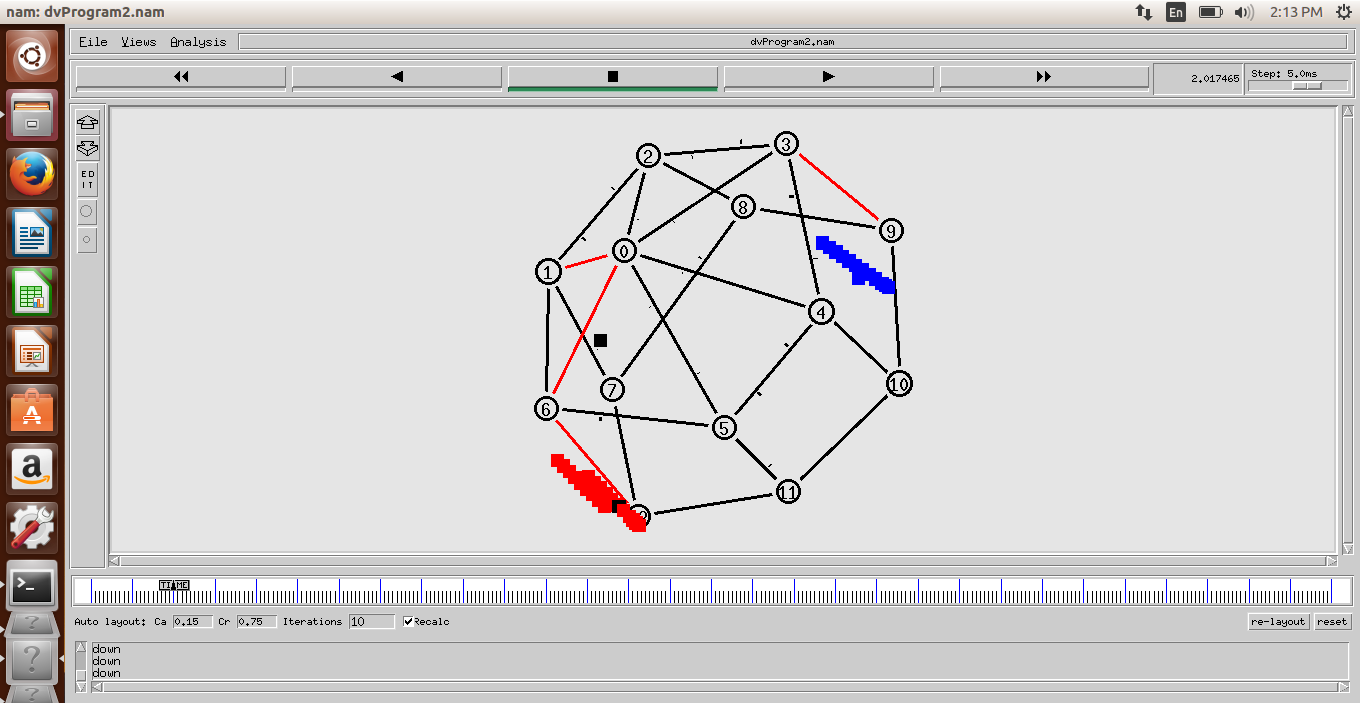 nam: dvProgram2.nam
En
2:13 PM
File Views Analysis
dvProgram2.nam
2.017465
Step: 5.0ms
ED
IT
2
3
8
9
0
1
4
10
7
6
5
11
TIME
Auto layout: Ca 0.15 Cr 0.75 Iterations 10 Recalc
re-layout
reset
down
down
down